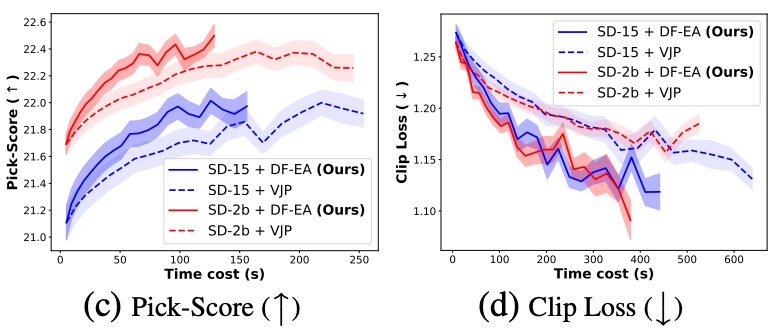 22.6
22.4
22.2
22.0
21.8
21.6
21.4
21.2
21.0
Pick-Score (↑)
SD-15 + DF-EA (Ours)
SD-15 + VJP
SD-2b + DF-EA (Ours)
SD-2b + VJP
0 50 100 150 200 250
Time cost (s)
(c) Pick-Score (↑)
1.25
1.20
1.15
1.10
Clip Loss (↓)
SD-15 + DF-EA (Ours)
SD-15 + VJP
SD-2b + DF-EA (Ours)
SD-2b + VJP
0 100 200 300 400 500 600
Time cost (s)
(d) Clip Loss (↓)